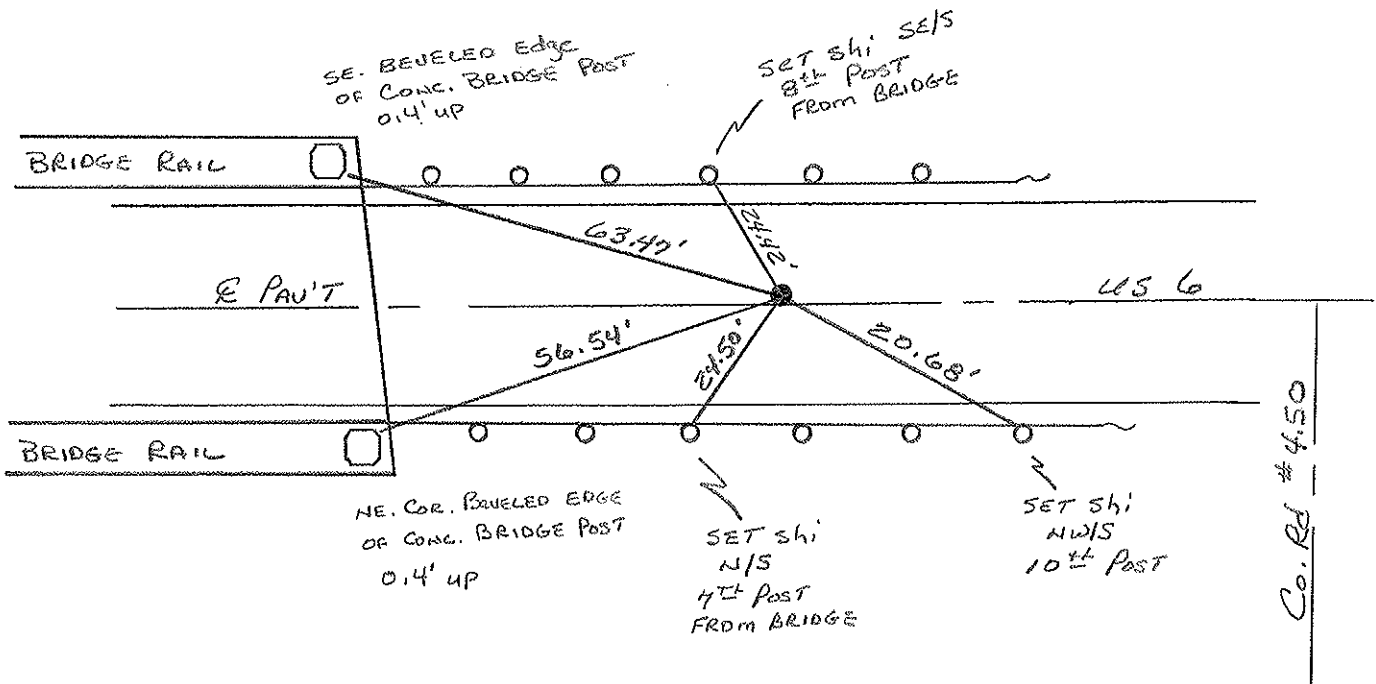 SE. BEVELED Edge
OF CONC. BRIDGE POST
0.4' UP
SET Shi SE/S
8th POST
FROM BRIDGE
BRIDGE RAIL
63.47'
24.42'
℄ PAV'T
US 6
56.54'
24.50'
20.68'
BRIDGE RAIL
NE. COR. BEVELED EDGE
OF CONC. BRIDGE POST
0.4' UP
SET Shi
N/S
7th POST
FROM BRIDGE
SET Shi
NW/S
10th POST
Co. Rd #4.50